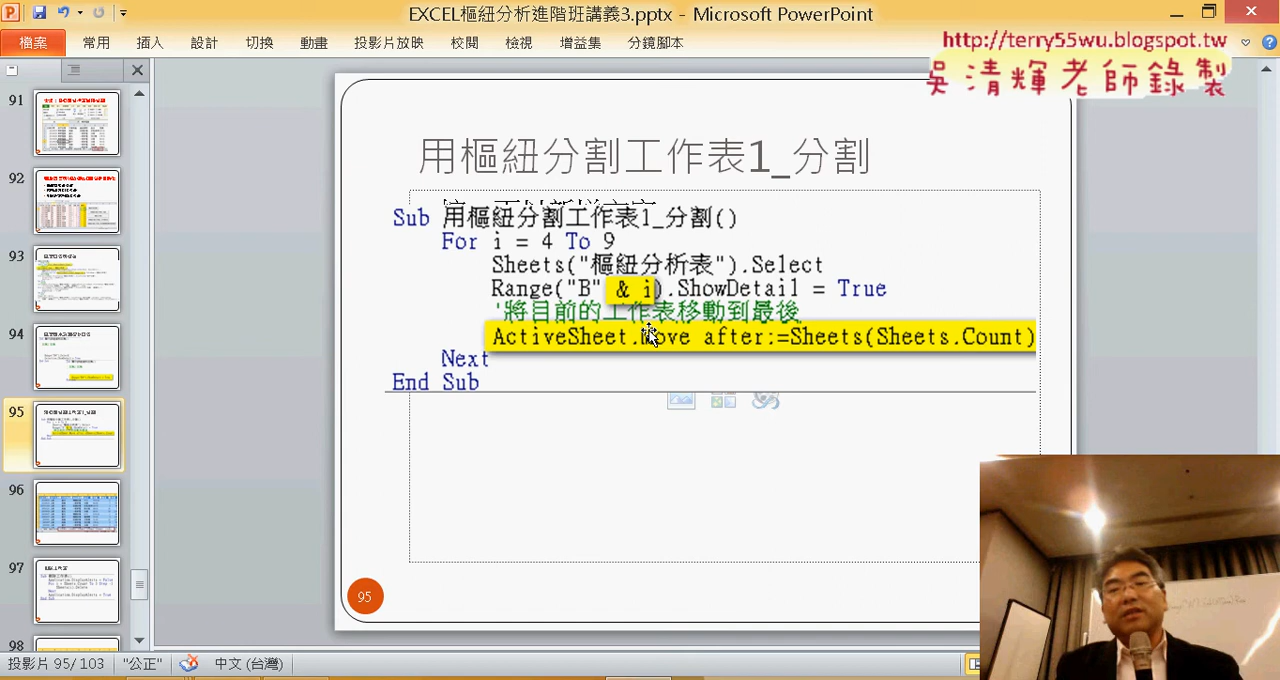 EXCEL樞紐分析進階班講義3.pptx - Microsoft PowerPoint
檔案 常用 插入 設計 切換 動畫 投影片放映 校閱 檢視 增益集 分鏡腳本
http://terry55wu.blogspot.tw
吳清輝老師錄製
91
92
93
94
95
96
97
98
用樞紐分割工作表1_分割
Sub 用樞紐分割工作表1_分割()
For i = 4 To 9
Sheets("樞紐分析表").Select
Range("B" & i).ShowDetail = True
'將目前的工作表移動到最後
ActiveSheet.Move after:=Sheets(Sheets.Count)
Next
End Sub
95
投影片 95/ 103 "公正" 中文 (台灣)